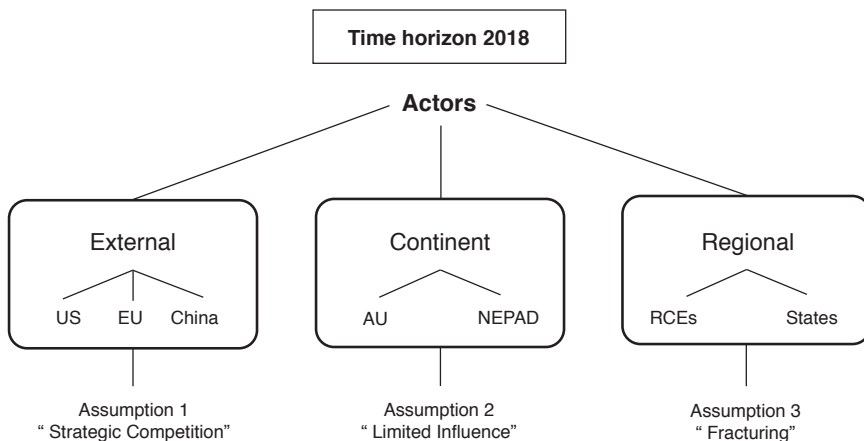 Time horizon 2018
Actors
External
Continent
Regional
US EU China
AU NEPAD
RCEs States
Assumption 1
“ Strategic Competition”
Assumption 2
“ Limited Influence”
Assumption 3
“ Fracturing”